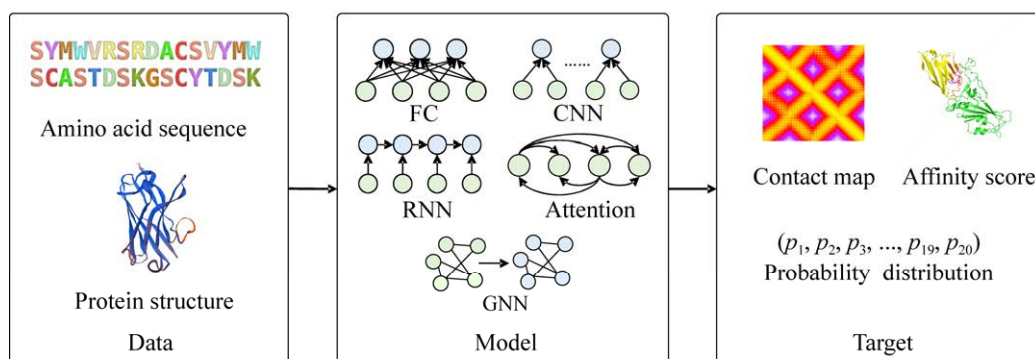 SYMWVRSRDACSVYMW
SCASTDSKGSCYTDSK
Amino acid sequence
Protein structure
Data
FC
CNN
......
RNN
Attention
GNN
Model
Contact map
Affinity score
(p₁, p₂, p₃, ..., p₁₉, p₂₀)
Probability distribution
Target